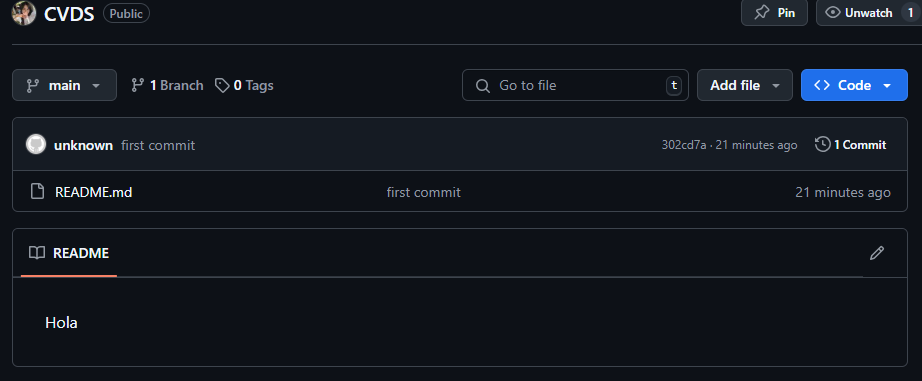 CVDS Public Pin Unwatch 1
main 1 Branch 0 Tags Go to file t Add file Code
unknown first commit 302cd7a · 21 minutes ago 1 Commit
README.md first commit 21 minutes ago
README
Hola